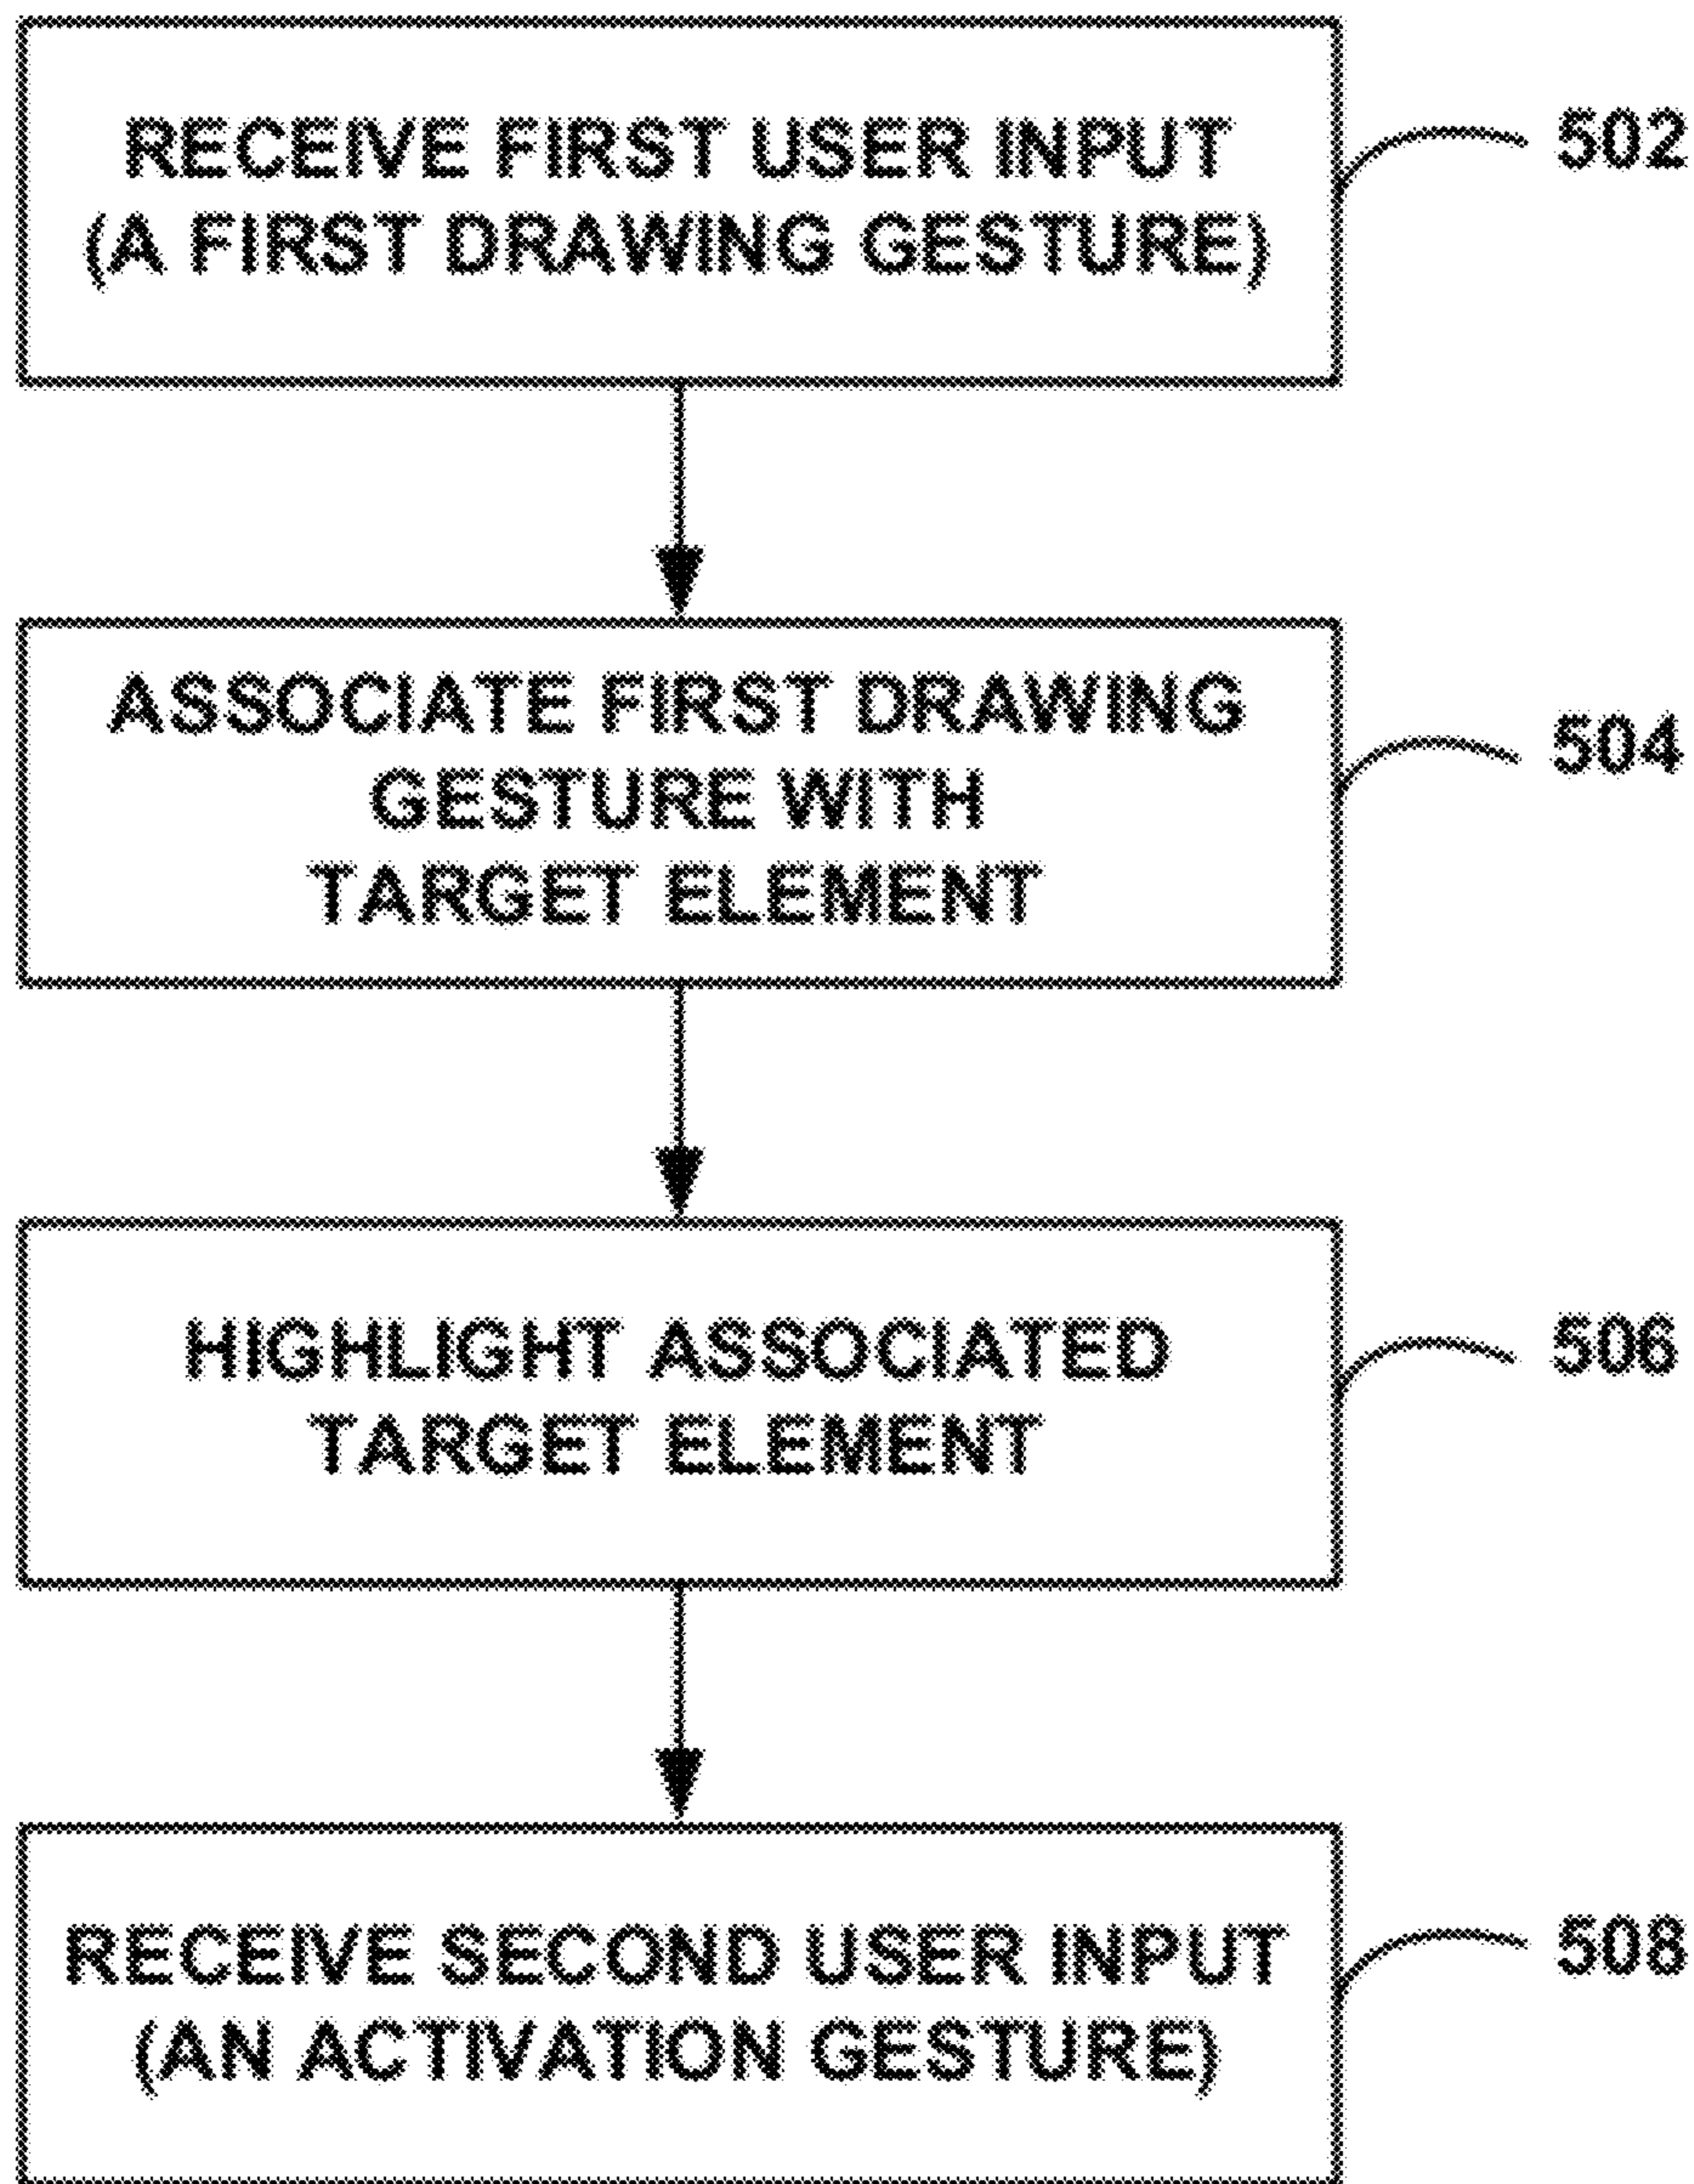 RECEIVE FIRST USER INPUT
(A FIRST DRAWING GESTURE)
502
ASSOCIATE FIRST DRAWING
GESTURE WITH
TARGET ELEMENT
504
HIGHLIGHT ASSOCIATED
TARGET ELEMENT
506
RECEIVE SECOND USER INPUT
(AN ACTIVATION GESTURE)
508